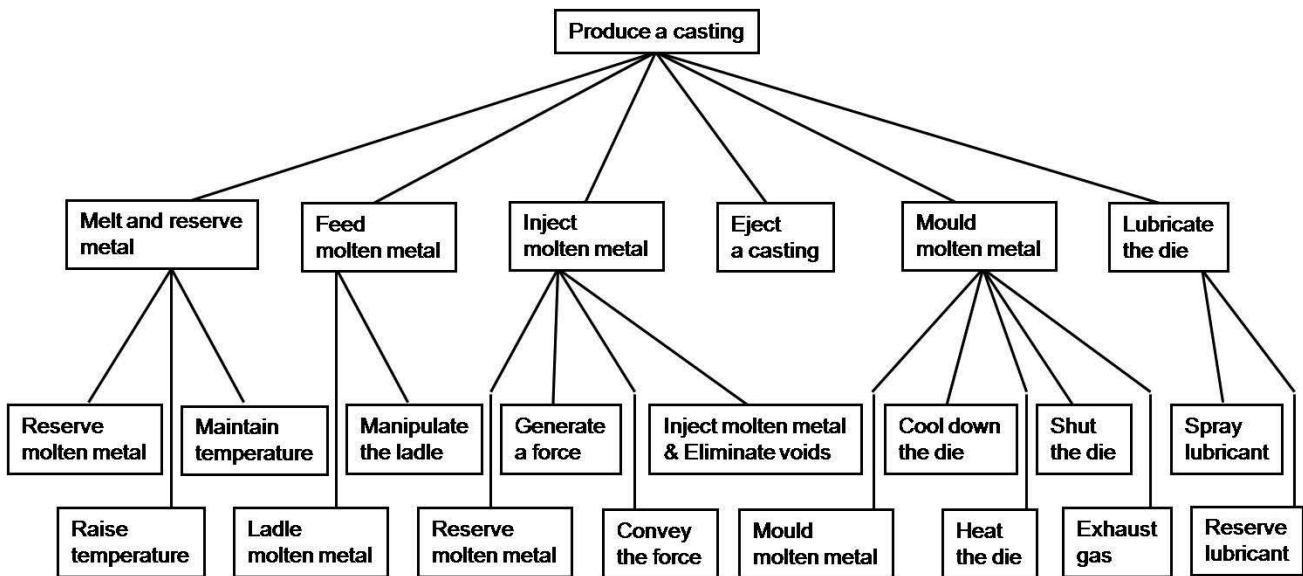 Produce a casting
Melt and reserve
metal
Feed
molten metal
Inject
molten metal
Eject
a casting
Mould
molten metal
Lubricate
the die
Reserve
molten metal
Maintain
temperature
Manipulate
the ladle
Generate
a force
Inject molten metal
& Eliminate voids
Cool down
the die
Shut
the die
Spray
lubricant
Raise
temperature
Ladle
molten metal
Reserve
molten metal
Convey
the force
Mould
molten metal
Heat
the die
Exhaust
gas
Reserve
lubricant